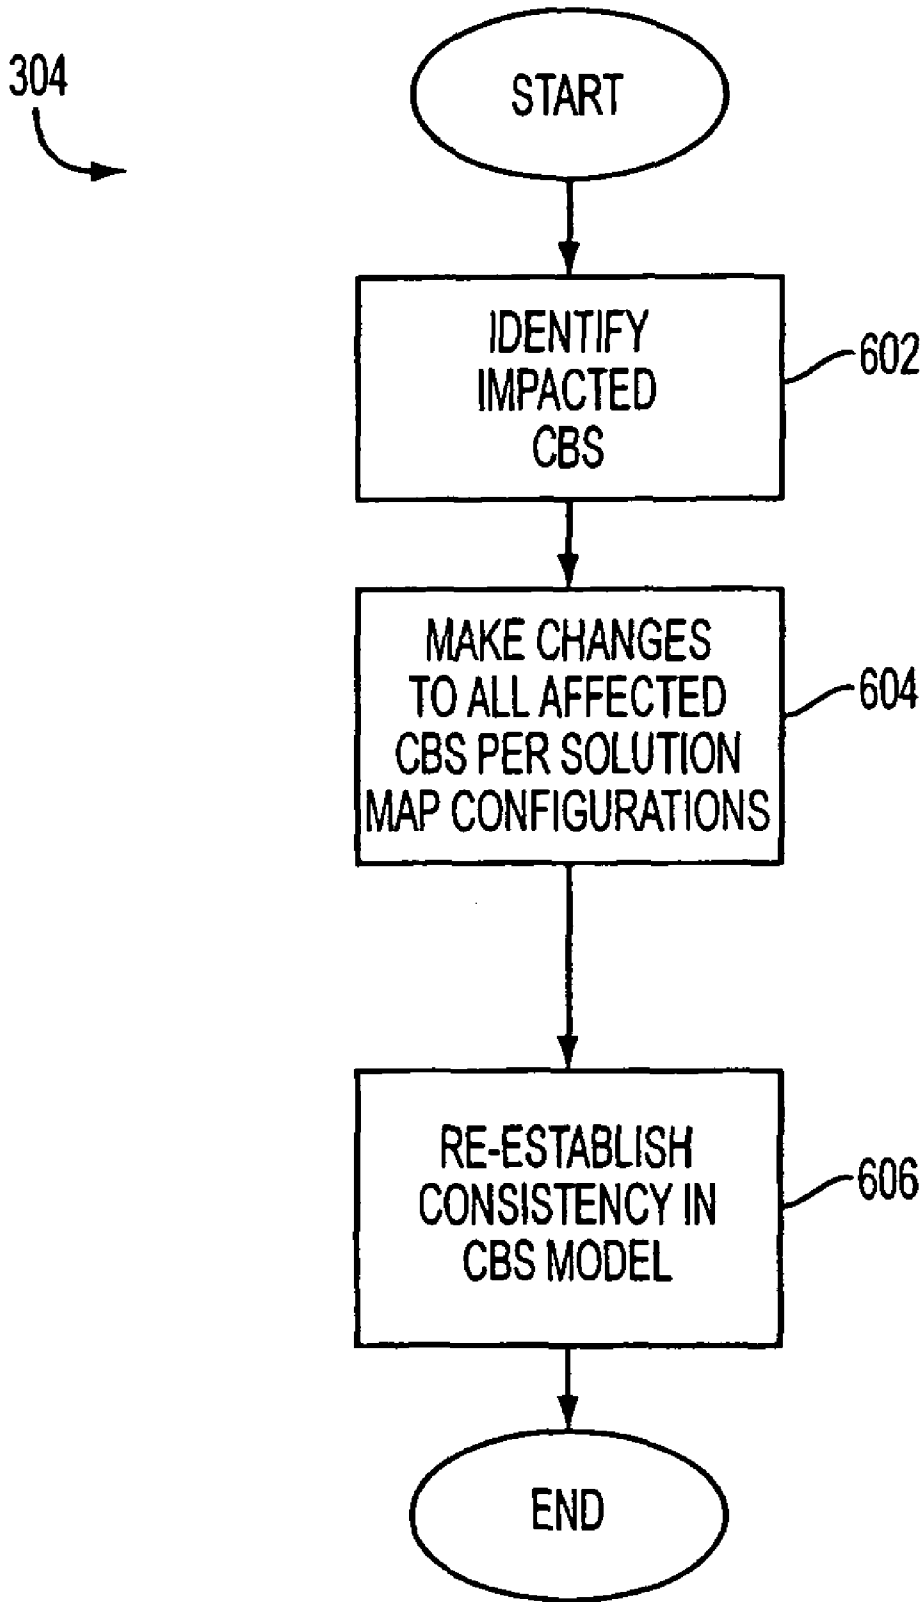 304
START
IDENTIFY
IMPACTED
CBS
602
MAKE CHANGES
TO ALL AFFECTED
CBS PER SOLUTION
MAP CONFIGURATIONS
604
RE-ESTABLISH
CONSISTENCY IN
CBS MODEL
606
END